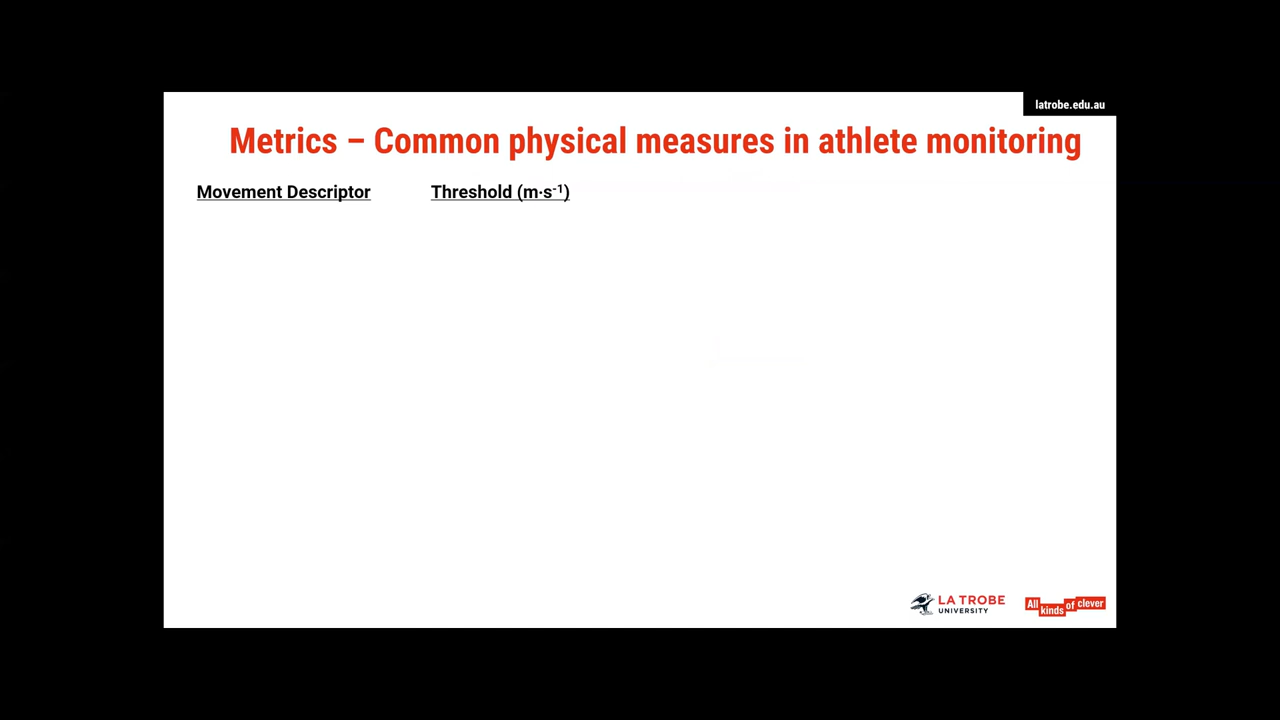 latrobe.edu.au
Metrics – Common physical measures in athlete monitoring
Movement Descriptor Threshold (m·s-1)
LA TROBE
UNIVERSITY
All kinds of clever